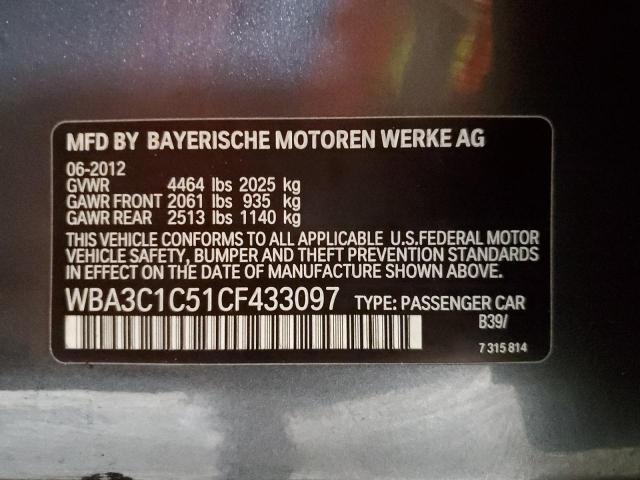 MFD BY BAYERISCHE MOTOREN WERKE AG
06-2012
GVWR 4464 lbs 2025 kg
GAWR FRONT 2061 lbs 935 kg
GAWR REAR 2513 lbs 1140 kg
THIS VEHICLE CONFORMS TO ALL APPLICABLE U.S.FEDERAL MOTOR
VEHICLE SAFETY, BUMPER AND THEFT PREVENTION STANDARDS
IN EFFECT ON THE DATE OF MANUFACTURE SHOWN ABOVE.
WBA3C1C51CF433097 TYPE: PASSENGER CAR
B39/
7 315 814